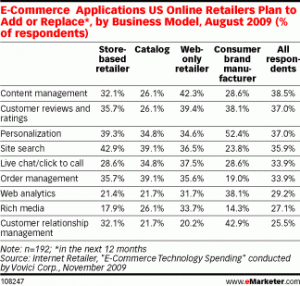 E-Commerce Applications US Online Retailers Plan to
Add or Replace*, by Business Model, August 2009 (%
of respondents)
Store-based retailer Catalog Web-only retailer Consumer brand manu-facturer All respon-dents
Content management 32.1% 26.1% 42.3% 28.6% 38.5%
Customer reviews and ratings 35.7% 26.1% 39.4% 38.1% 37.0%
Personalization 39.3% 34.8% 34.6% 52.4% 37.0%
Site search 42.9% 39.1% 36.5% 23.8% 35.9%
Live chat/click to call 28.6% 34.8% 37.5% 28.6% 34.9%
Order management 35.7% 39.1% 35.6% 19.0% 33.9%
Web analytics 21.4% 21.7% 31.7% 38.1% 29.2%
Rich media 17.9% 26.1% 33.7% 14.3% 27.1%
Customer relationship management 32.1% 21.7% 20.2% 42.9% 25.5%
Note: n=192; *in the next 12 months
Source: Internet Retailer, "E-Commerce Technology Spending" conducted
by Vovici Corp., November 2009
108247 www.eMarketer.com